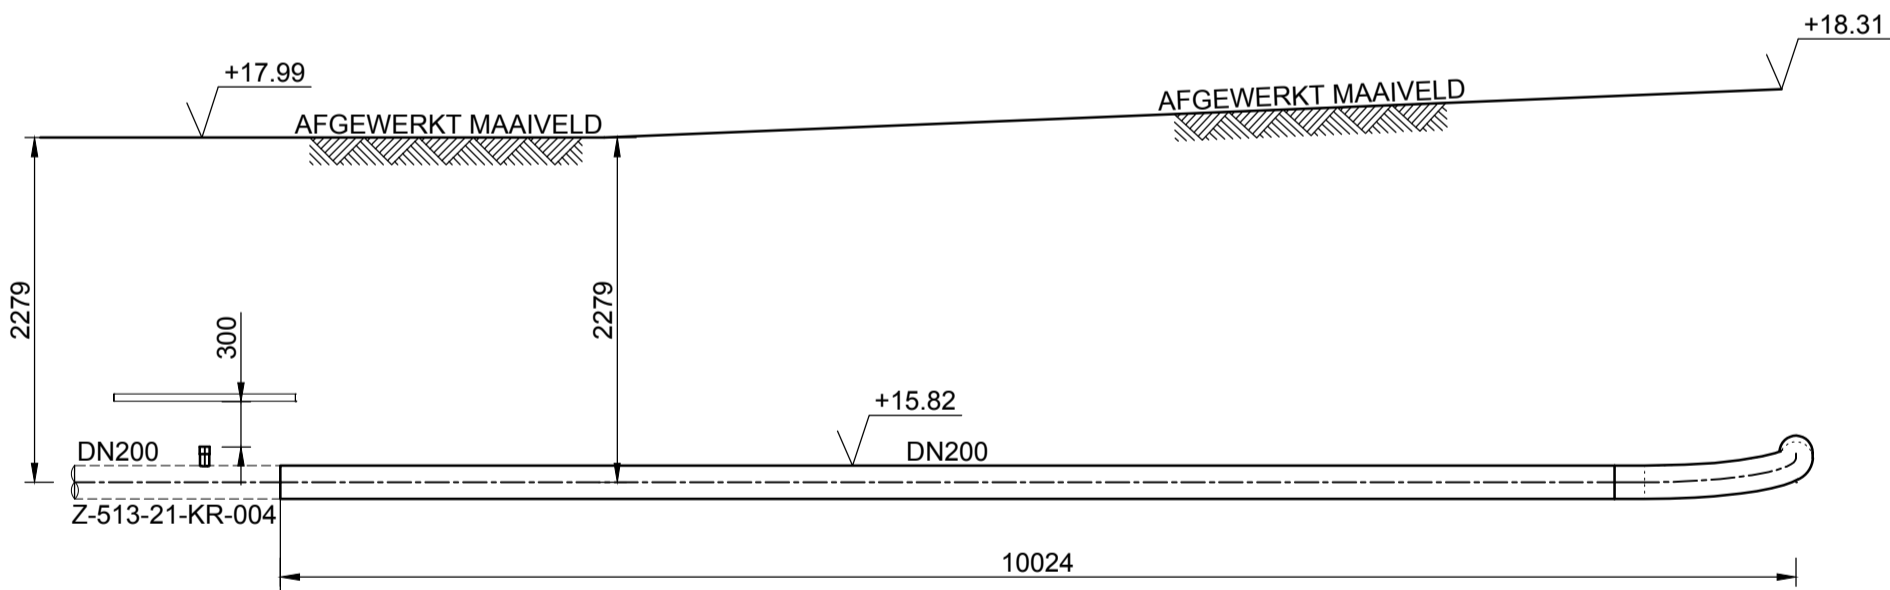 +18.31
+17.99
AFGEWERKT MAAIVELD
AFGEWERKT MAAIVELD
2279
2279
300
+15.82
DN200
DN200
Z-513-21-KR-004
10024